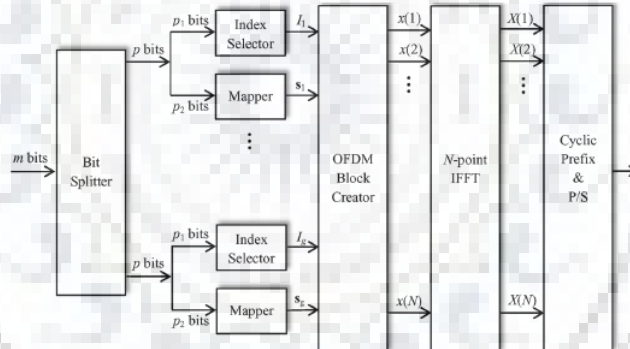 m bits
Bit
Splitter
p bits
p₁ bits
Index
Selector
I₁
p₂ bits
Mapper
s₁
⋮
p bits
p₁ bits
Index
Selector
I_g
p₂ bits
Mapper
s_g
OFDM
Block
Creator
x(1)
x(2)
⋮
x(N)
N-point
IFFT
X(1)
X(2)
⋮
X(N)
Cyclic
Prefix
&
P/S